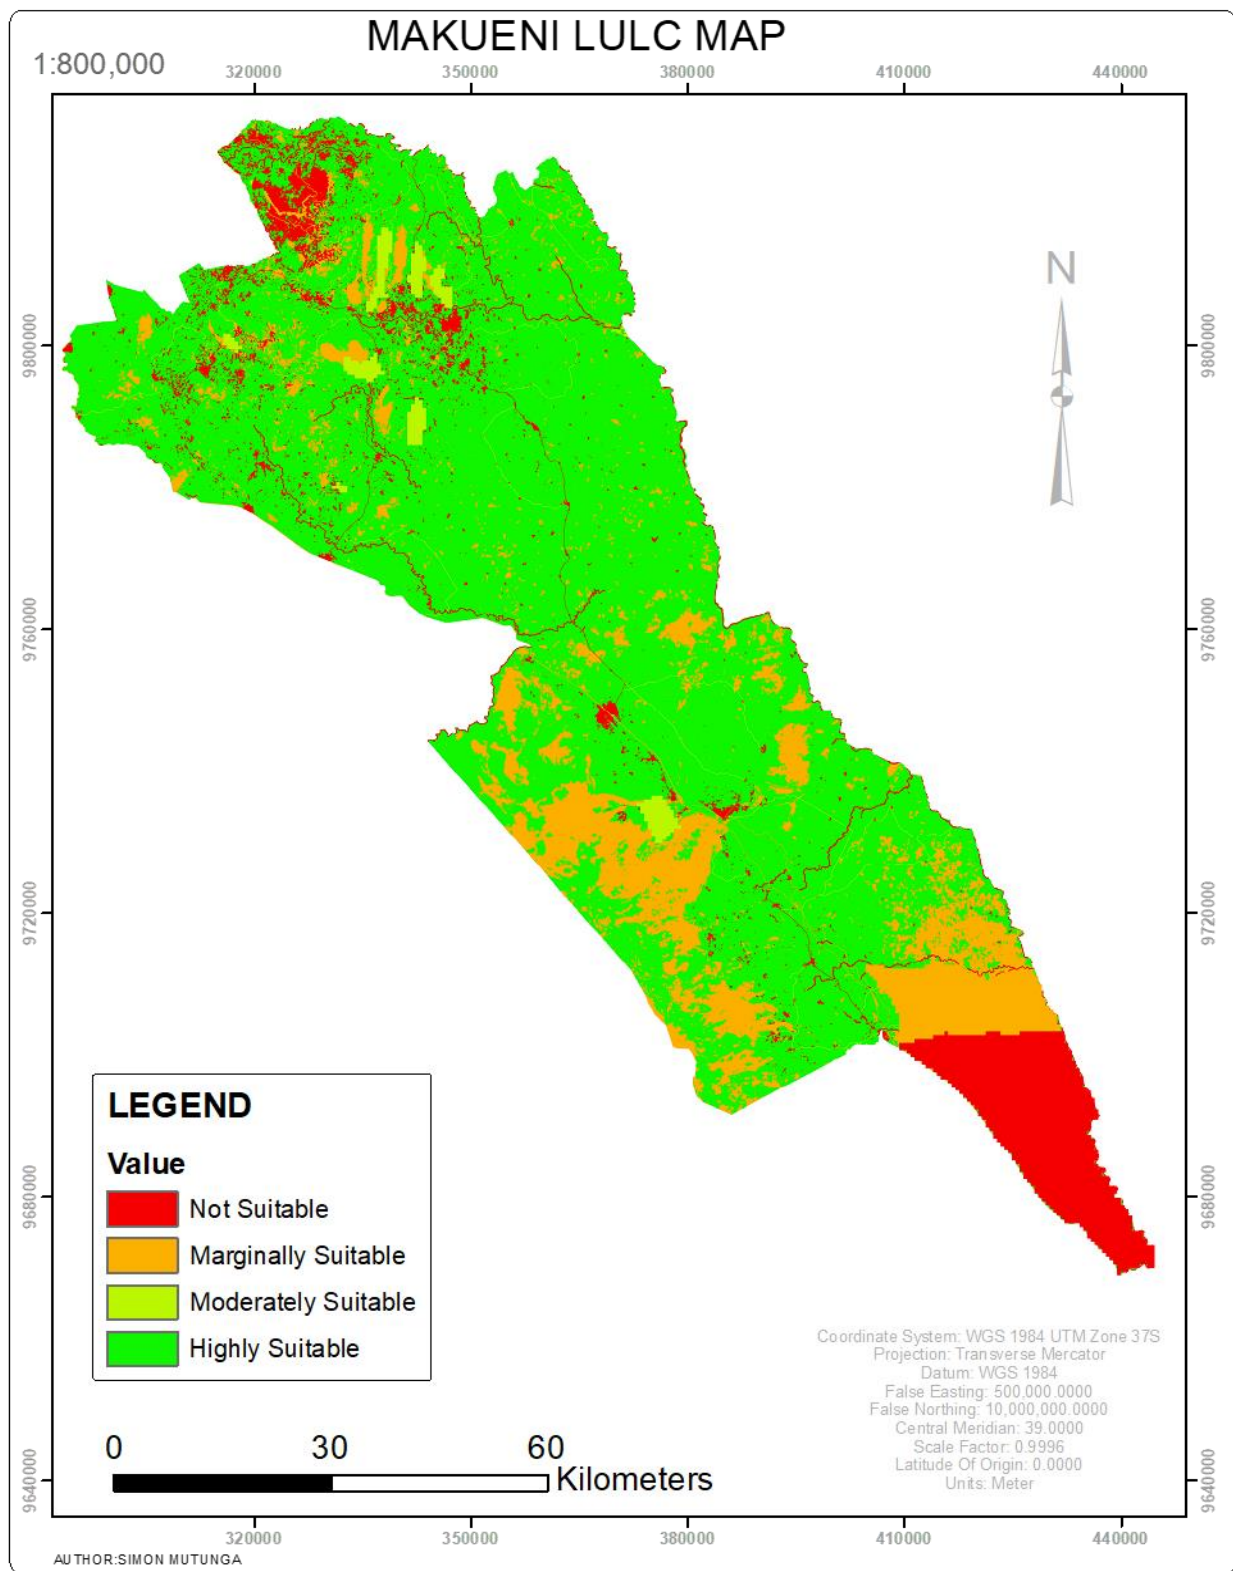 MAKUENI LULC MAP
1:800,000
320000 350000 380000 410000 440000
N
9800000 9800000
9760000 9760000
9720000 9720000
9680000 9680000
9640000 9640000
LEGEND
Value
Not Suitable
Marginally Suitable
Moderately Suitable
Highly Suitable
Coordinate System: WGS 1984 UTM Zone 37S
Projection: Transverse Mercator
Datum: WGS 1984
False Easting: 500,000.0000
False Northing: 10,000,000.0000
Central Meridian: 39.0000
Scale Factor: 0.9996
Latitude Of Origin: 0.0000
Units: Meter
0 30 60
Kilometers
320000 350000 380000 410000 440000
AUTHOR:SIMON MUTUNGA